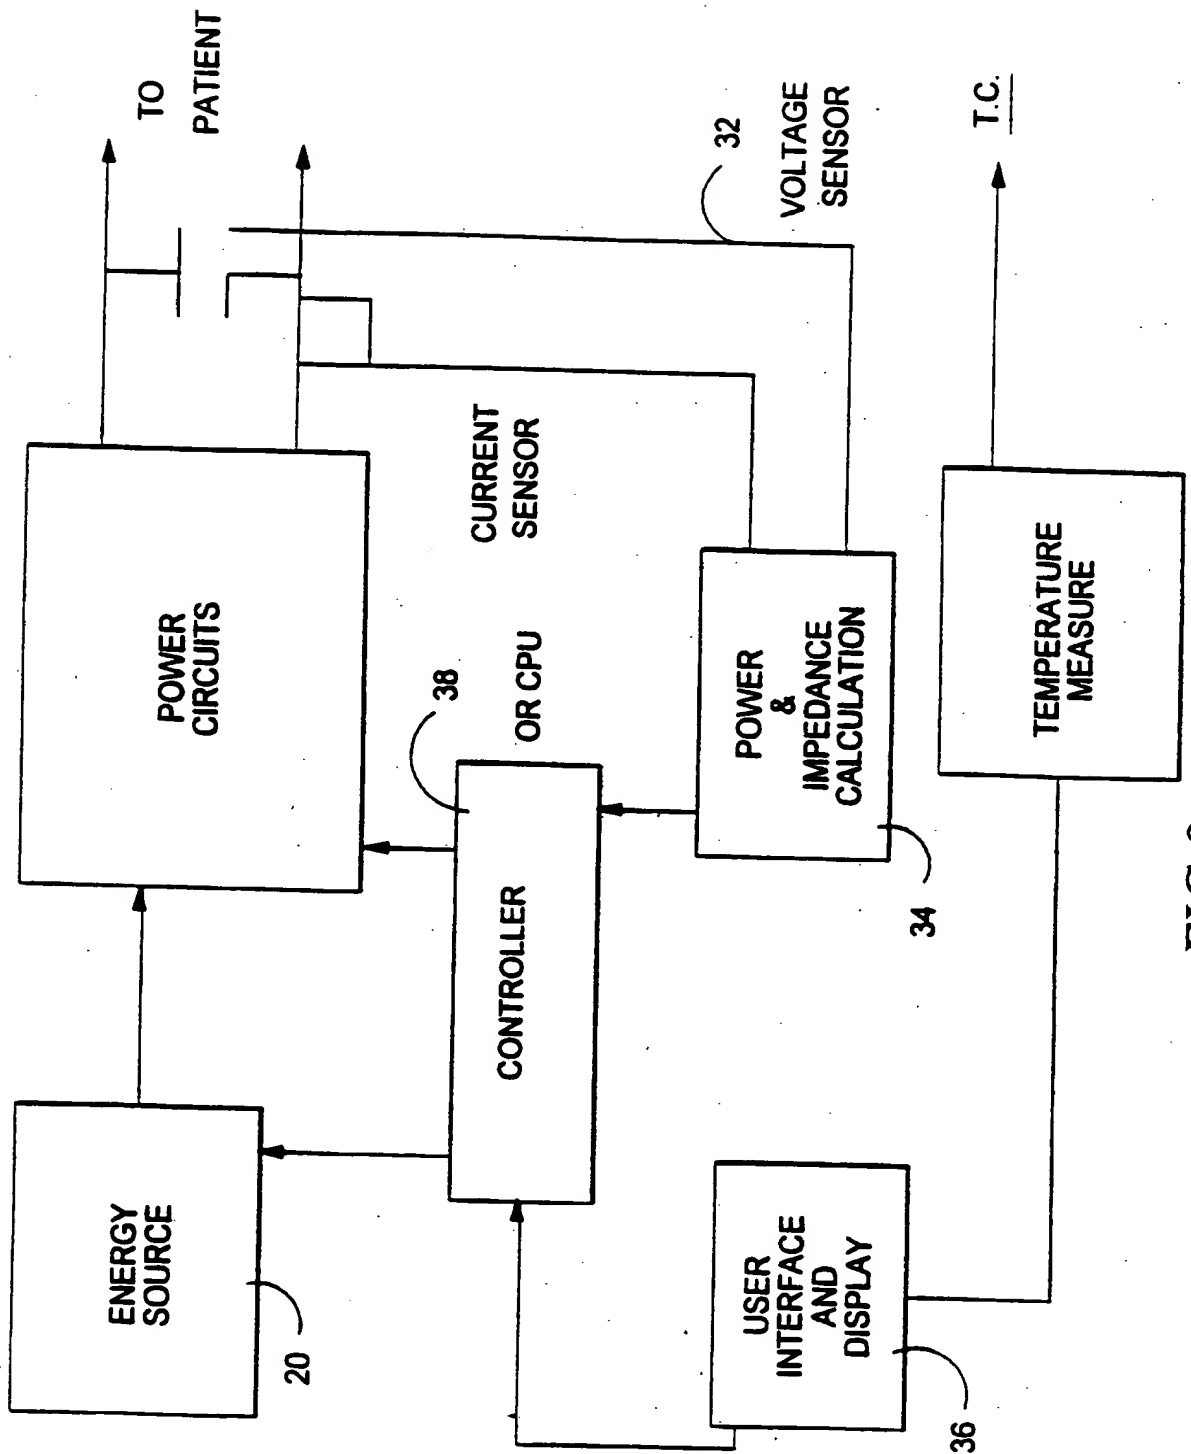 ENERGY
SOURCE
20
POWER
CIRCUITS
TO
PATIENT
38
OR CPU
CONTROLLER
CURRENT
SENSOR
32
VOLTAGE
SENSOR
POWER
&
IMPEDANCE
CALCULATION
34
USER
INTERFACE
AND
DISPLAY
36
TEMPERATURE
MEASURE
T.C.